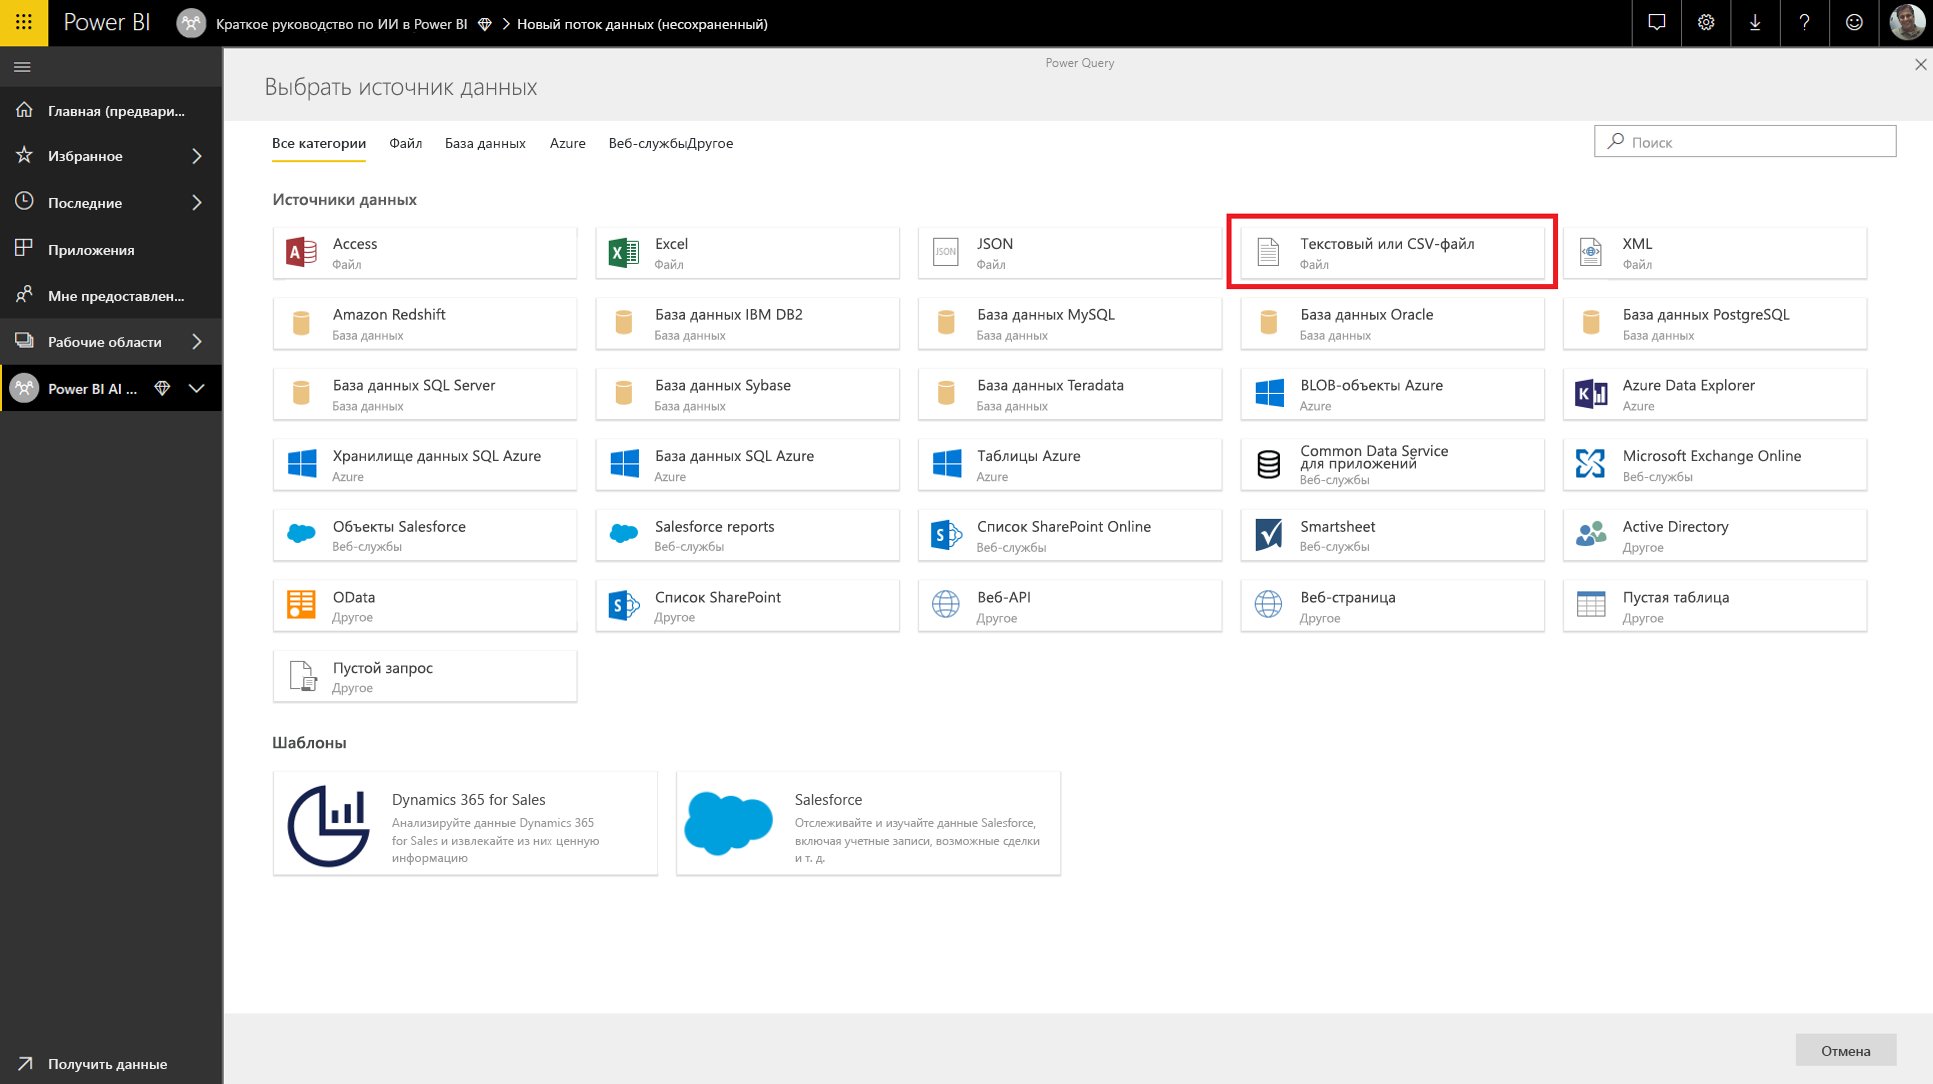 Power BI
Краткое руководство по ИИ в Power BI
Новый поток данных (несохраненный)
Power Query
Выбрать источник данных
Главная (предвари...
Избранное
Последние
Приложения
Мне предоставлен...
Рабочие области
Power BI AI ...
Получить данные
Все категории
Файл
База данных
Azure
Веб-службыДругое
Поиск
Источники данных
Access
Файл
Excel
Файл
JSON
JSON
Файл
Текстовый или CSV-файл
Файл
XML
Файл
Amazon Redshift
База данных
База данных IBM DB2
База данных
База данных MySQL
База данных
База данных Oracle
База данных
База данных PostgreSQL
База данных
База данных SQL Server
База данных
База данных Sybase
База данных
База данных Teradata
База данных
BLOB-объекты Azure
Azure
Azure Data Explorer
Azure
Хранилище данных SQL Azure
Azure
База данных SQL Azure
Azure
Таблицы Azure
Azure
Common Data Service
для приложений
Веб-службы
Microsoft Exchange Online
Веб-службы
Объекты Salesforce
Веб-службы
Salesforce reports
Веб-службы
Список SharePoint Online
Веб-службы
Smartsheet
Веб-службы
Active Directory
Другое
OData
Другое
Список SharePoint
Другое
Веб-API
Другое
Веб-страница
Другое
Пустая таблица
Другое
Пустой запрос
Другое
Шаблоны
Dynamics 365 for Sales
Анализируйте данные Dynamics 365
for Sales и извлекайте из них ценную
информацию
Salesforce
Отслеживайте и изучайте данные Salesforce,
включая учетные записи, возможные сделки
и т. д.
Отмена